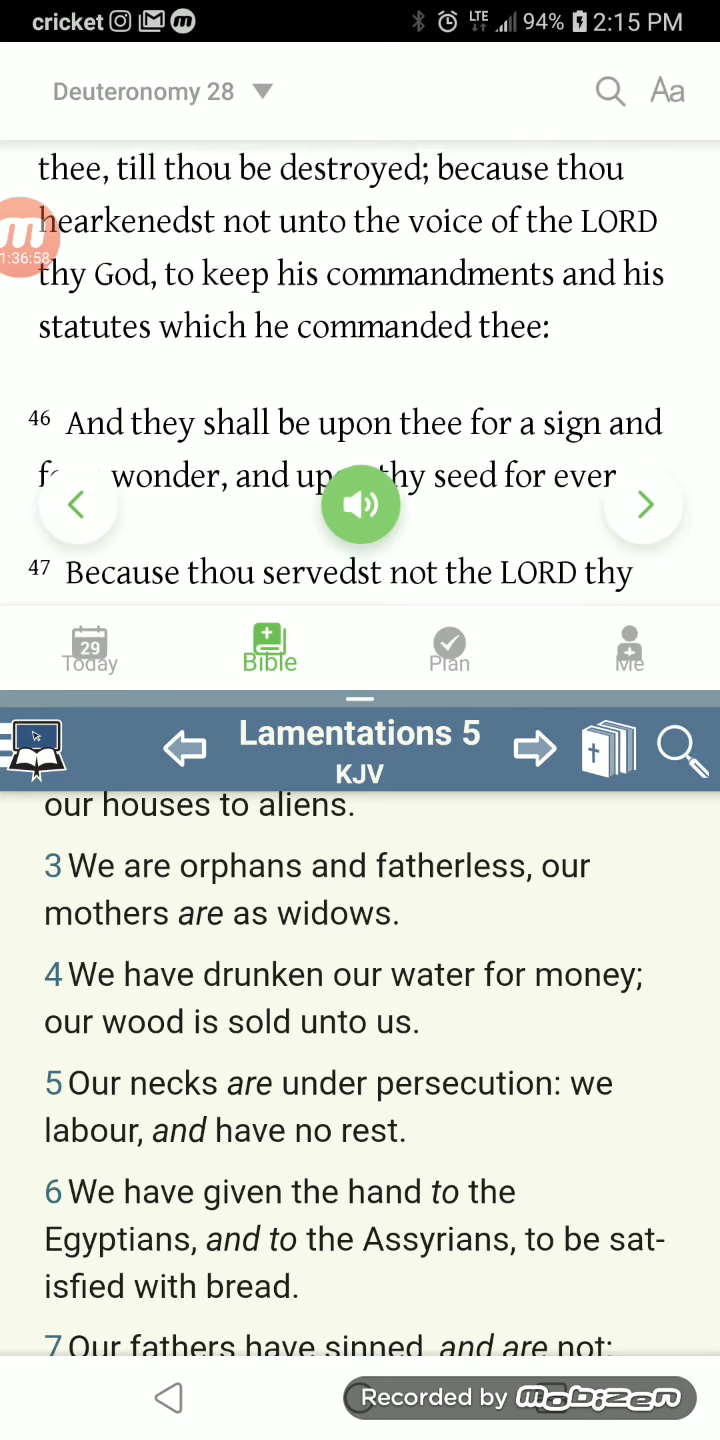 cricket
LTE 94% 2:15 PM
Deuteronomy 28
Aa
thee, till thou be destroyed; because thou
hearkenedst not unto the voice of the LORD
1:36:58
thy God, to keep his commandments and his
statutes which he commanded thee:
46 And they shall be upon thee for a sign and
wonder, and thy seed for ever
47 Because thou servedst not the LORD thy
29
Today
Bible
Plan
Me
Lamentations 5
KJV
our houses to aliens.
3 We are orphans and fatherless, our
mothers are as widows.
4 We have drunken our water for money;
our wood is sold unto us.
5 Our necks are under persecution: we
labour, and have no rest.
6 We have given the hand to the
Egyptians, and to the Assyrians, to be sat-
isfied with bread.
7 Our fathers have sinned, and are not;
Recorded by Mobizen